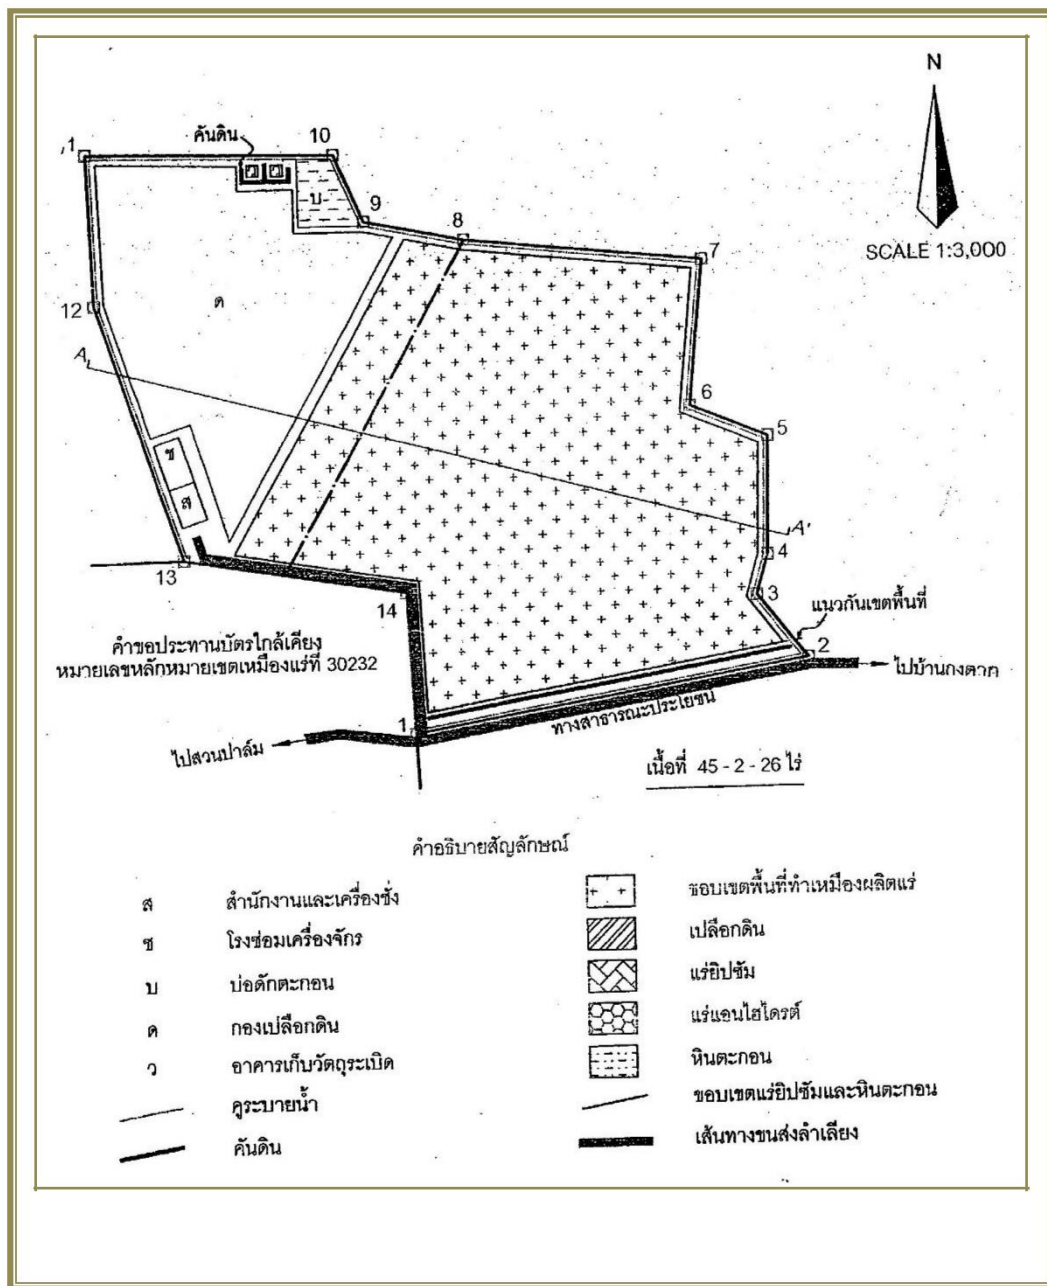 N
SCALE 1:3,000
คันดิน
10
1
บ
9
8
7
12
ด
A
6
5
ซ
ส
A'
4
13
3
14
แนวกันเขตพื้นที่
2
คำขอประทานบัตรใกล้เคียง
หมายเลขหลักหมายเขตเหมืองแร่ที่ 30232
ไปบ้านกงตาก
1
ทางสาธารณะประโยชน์
ไปสวนปาล์ม
เนื้อที่ 45 - 2 - 26 ไร่
คำอธิบายสัญลักษณ์
ส สำนักงานและเครื่องชั่ง
ซ โรงซ่อมเครื่องจักร
บ บ่อดักตะกอน
ด กองเปลือกดิน
ว อาคารเก็บวัตถุระเบิด
คูระบายน้ำ
คันดิน
ขอบเขตพื้นที่ทำเหมืองผลิตแร่
เปลือกดิน
แร่ยิปซัม
แร่แอนไฮไดรต์
หินตะกอน
ขอบเขตแร่ยิปซัมและหินตะกอน
เส้นทางขนส่งลำเลียง